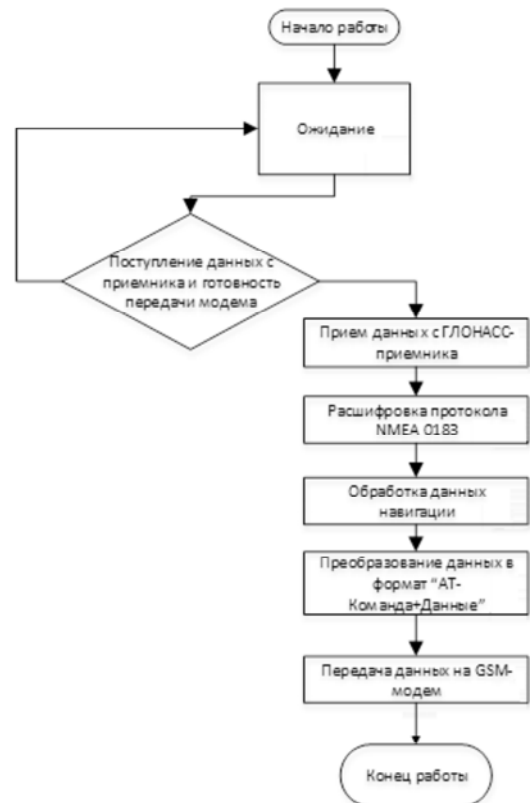 Начало работы
Ожидание
Поступление данных с
приемника и готовность
передачи модема
Прием данных с ГЛОНАСС-
приемника
Расшифровка протокола
NMEA 0183
Обработка данных
навигации
Преобразование данных в
формат “АТ-
Команда+Данные”
Передача данных на GSM-
модем
Конец работы